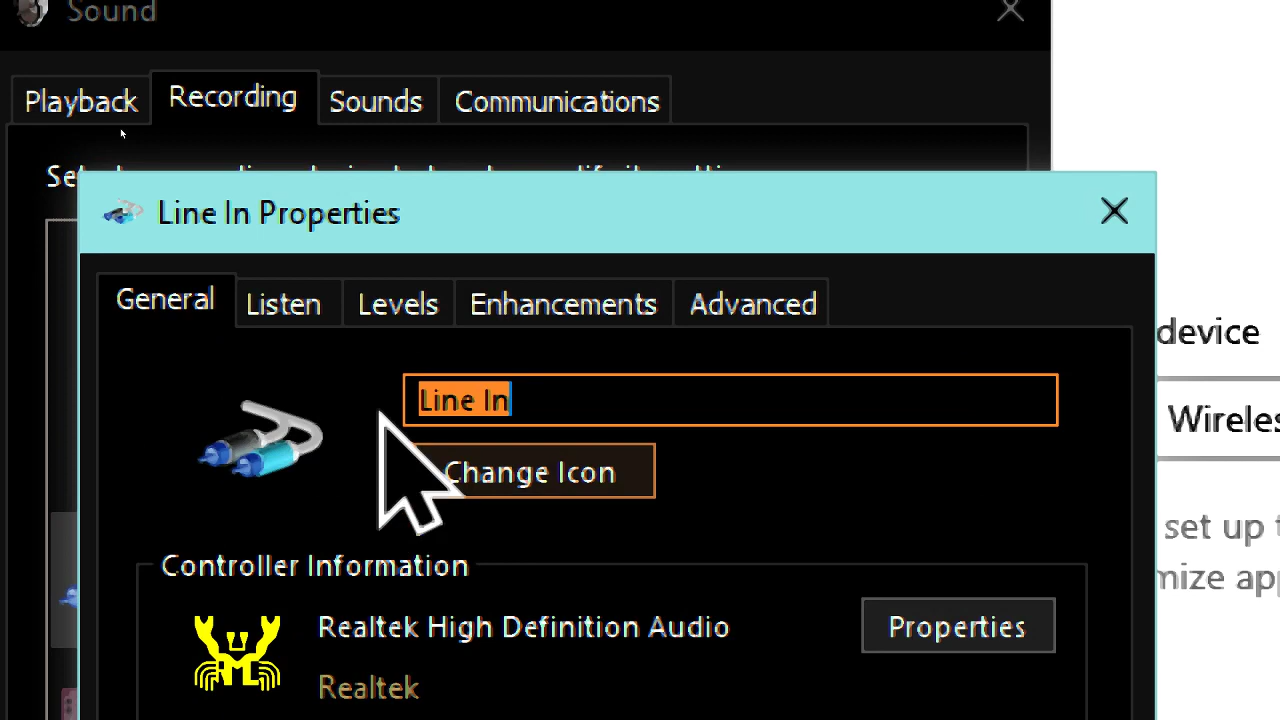 Sound
Playback Recording Sounds Communications
Line In Properties
General Listen Levels Enhancements Advanced
device
Line In
Wireles
Change Icon
set up
Controller Information
mize app
Realtek High Definition Audio Properties
Realtek